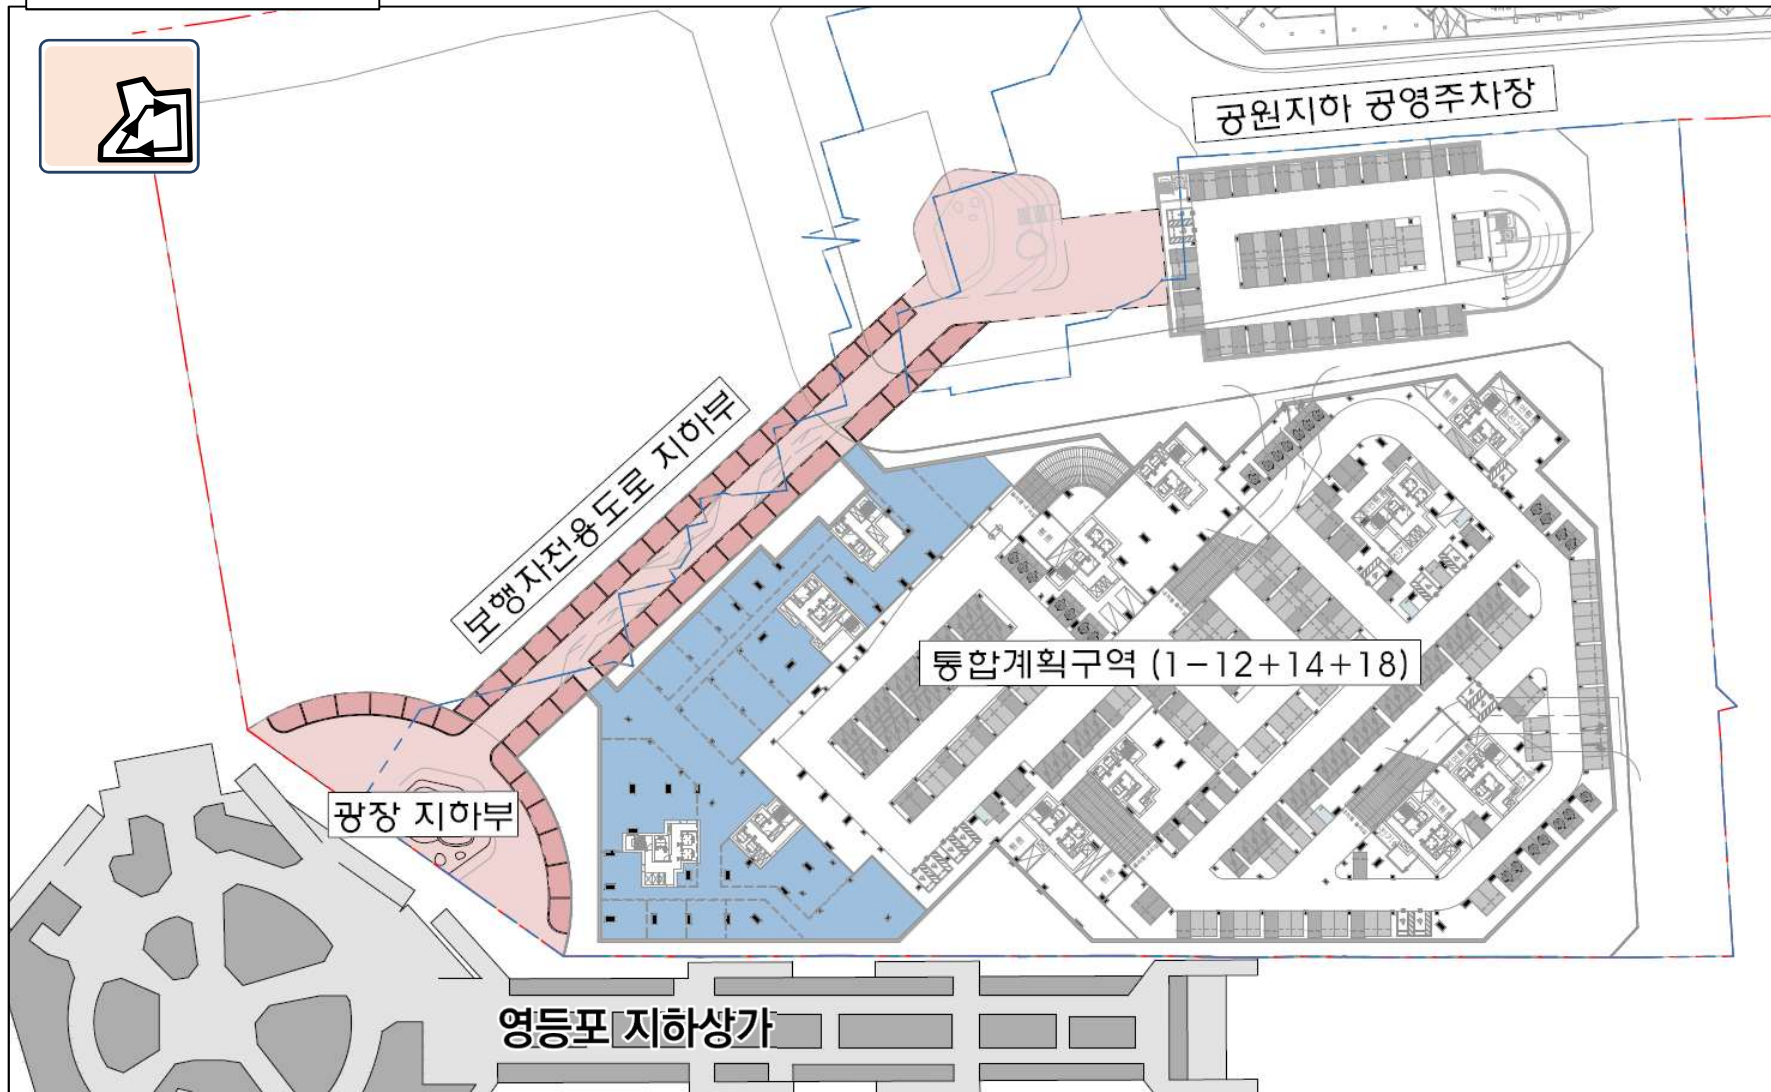 공원지하 공영주차장
보행자전용도로 지하부
통합계획구역 (1-12+14+18)
광장 지하부
영등포 지하상가